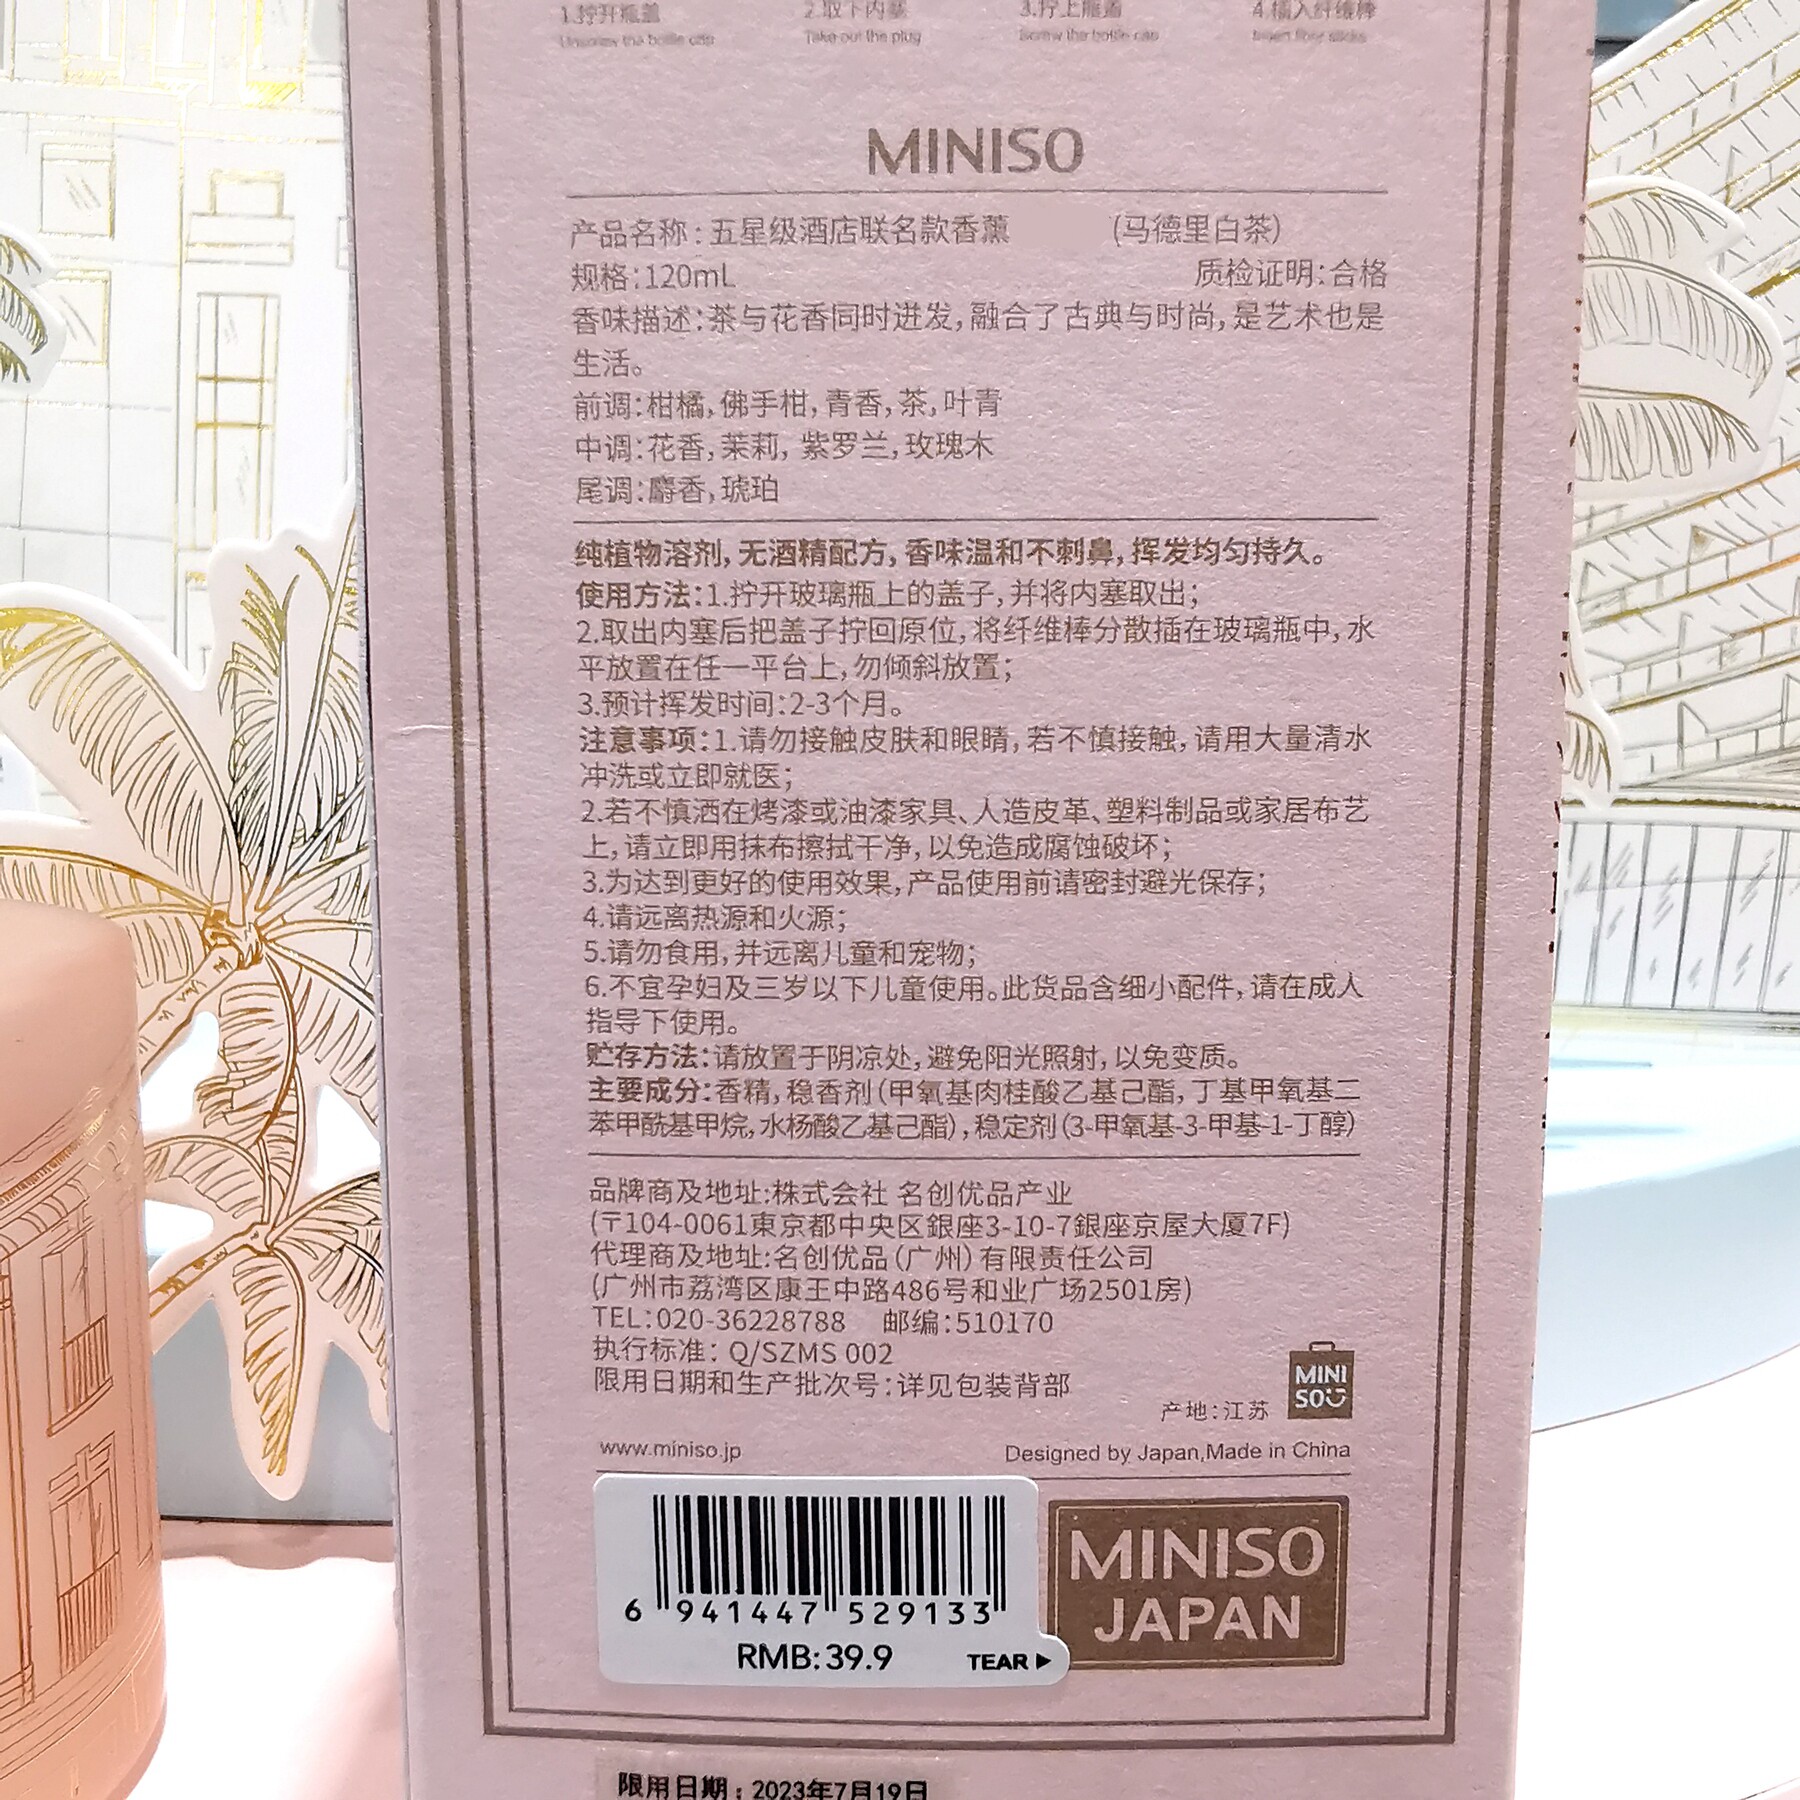 1.拧开瓶盖 2.取下内塞 3.拧上瓶盖 4.插入纤维棒
Unscrew the bottle cap Take out the plug Screw the bottle cap Insert fibre sticks
MINISO
产品名称:五星级酒店联名款香薰 (马德里白茶)
规格:120mL 质检证明:合格
香味描述:茶与花香同时迸发,融合了古典与时尚,是艺术也是
生活。
前调:柑橘,佛手柑,青香,茶,叶青
中调:花香,茉莉,紫罗兰,玫瑰木
尾调:麝香,琥珀
纯植物溶剂,无酒精配方,香味温和不刺鼻,挥发均匀持久。
使用方法:1.拧开玻璃瓶上的盖子,并将内塞取出;
2.取出内塞后把盖子拧回原位,将纤维棒分散插在玻璃瓶中,水
平放置在任一平台上,勿倾斜放置;
3.预计挥发时间:2-3个月。
注意事项:1.请勿接触皮肤和眼睛,若不慎接触,请用大量清水
冲洗或立即就医;
2.若不慎洒在烤漆或油漆家具、人造皮革、塑料制品或家居布艺
上,请立即用抹布擦拭干净,以免造成腐蚀破坏;
3.为达到更好的使用效果,产品使用前请密封避光保存;
4.请远离热源和火源;
5.请勿食用,并远离儿童和宠物;
6.不宜孕妇及三岁以下儿童使用。此货品含细小配件,请在成人
指导下使用。
贮存方法:请放置于阴凉处,避免阳光照射,以免变质。
主要成分:香精,稳香剂(甲氧基肉桂酸乙基己酯,丁基甲氧基二
苯甲酰基甲烷,水杨酸乙基己酯),稳定剂(3-甲氧基-3-甲基-1-丁醇)
品牌商及地址:株式会社 名创优品产业
(〒104-0061東京都中央区銀座3-10-7銀座京屋大厦7F)
代理商及地址:名创优品(广州)有限责任公司
(广州市荔湾区康王中路486号和业广场2501房)
TEL:020-36228788 邮编:510170
执行标准: Q/SZMS 002
限用日期和生产批次号:详见包装背部
产地:江苏
MINI
SO
www.miniso.jp Designed by Japan,Made in China
6 941447 529133
RMB:39.9 TEAR
MINISO
JAPAN
限用日期:2023年7月19日